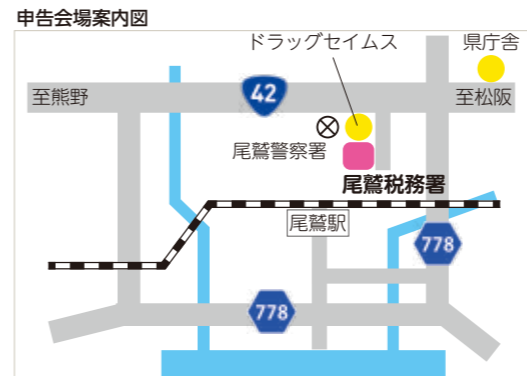 申告会場案内図
ドラッグセイムス
県庁舎
至熊野
42
至松阪
尾鷲警察署
尾鷲税務署
尾鷲駅
778
778